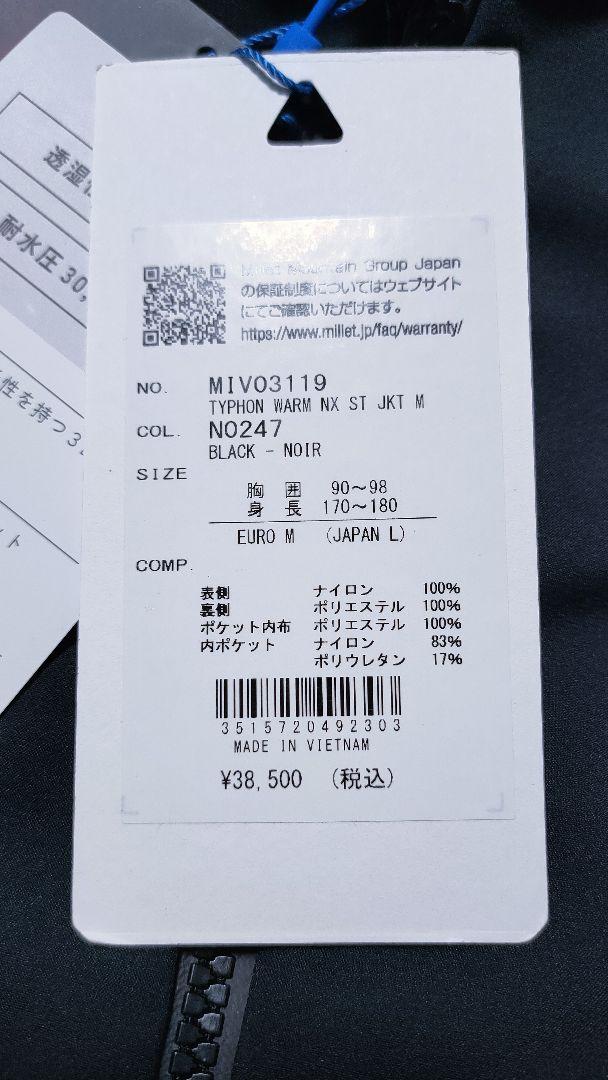 透湿
耐水圧 30,
性を持つ3
ット
Millet Mountain Group Japan
の保証制度についてはウェブサイト
にてご確認いただけます。
https://www.millet.jp/faq/warranty/
NO. MIV03119
TYPHON WARM NX ST JKT M
COL. N0247
BLACK - NOIR
SIZE
胸 囲 90～98
身 長 170～180
EURO M (JAPAN L)
COMP.
表側 ナイロン 100%
裏側 ポリエステル 100%
ポケット内布 ポリエステル 100%
内ポケット ナイロン 83%
ポリウレタン 17%
3515720492303
MADE IN VIETNAM
¥38,500 (税込)